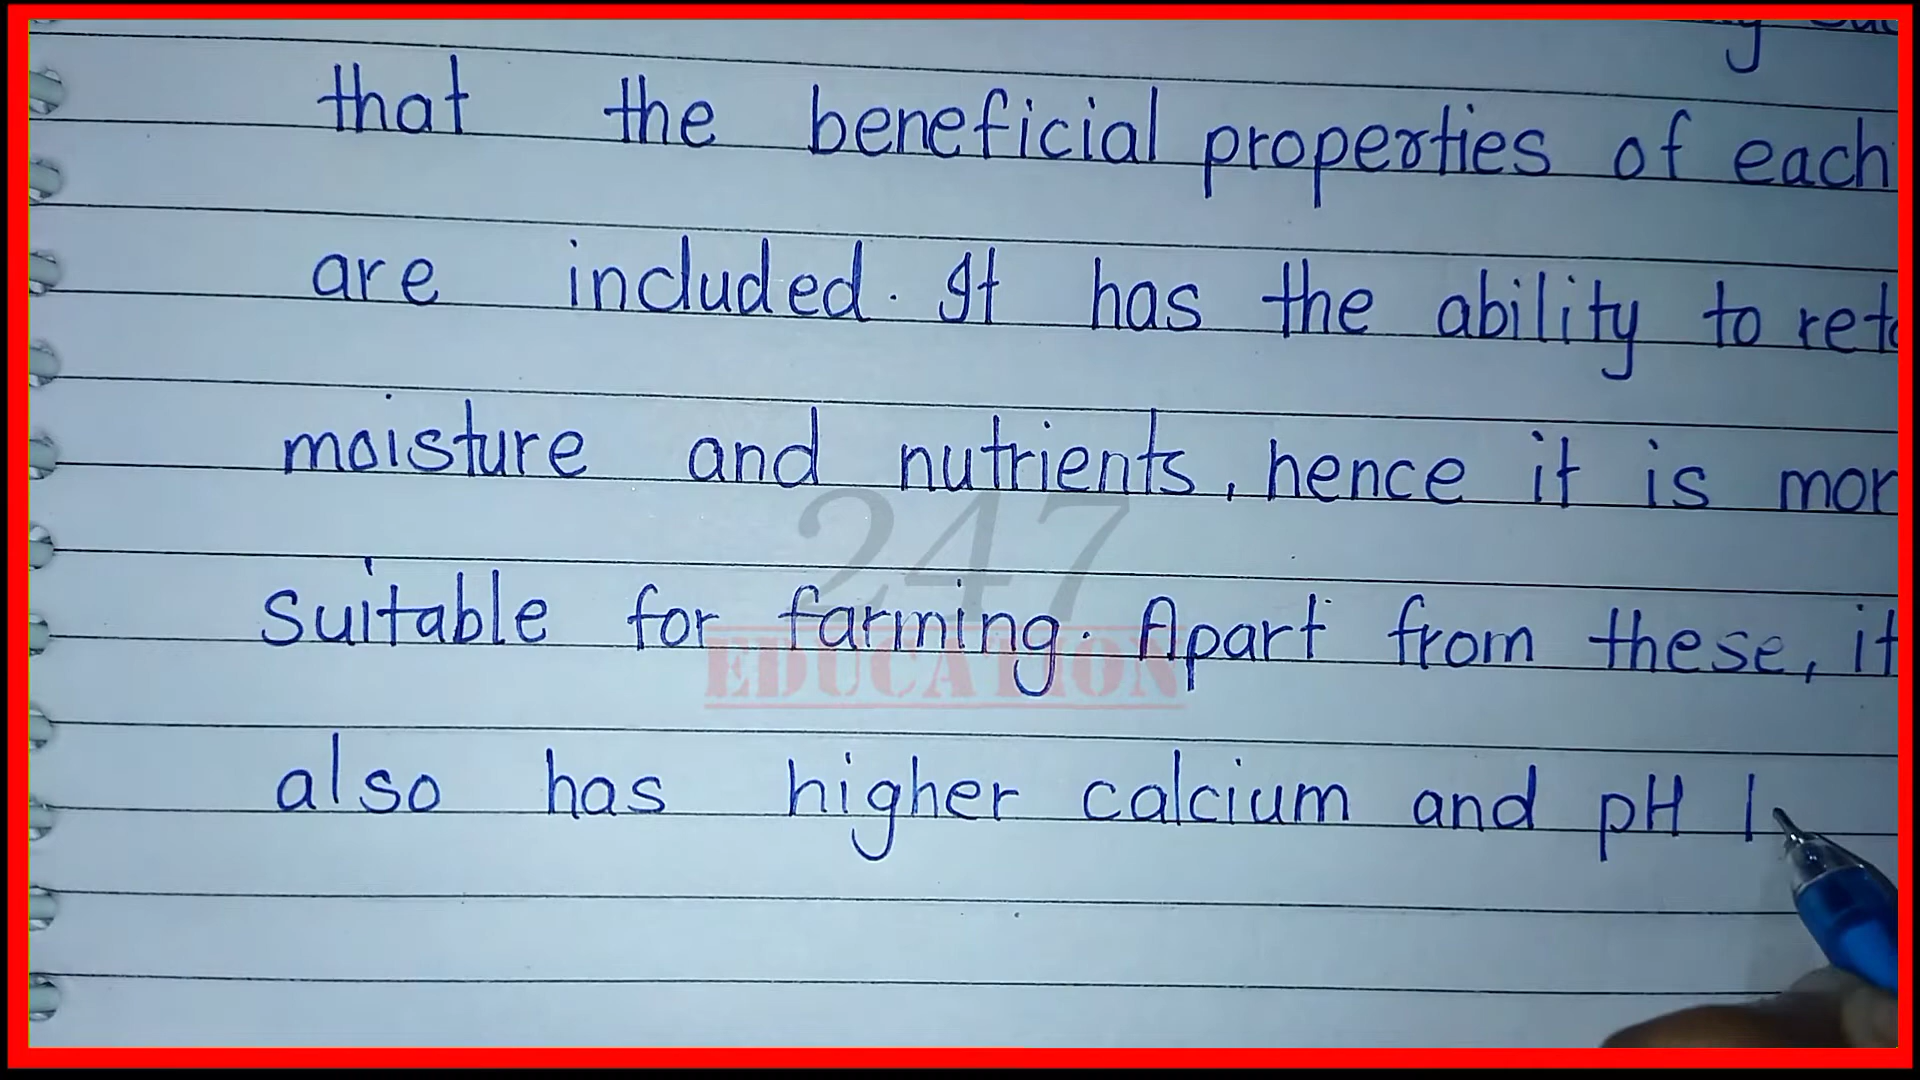 that the beneficial properties of each
are included. It has the ability to
moisture and nutrients, hence it is mor
suitable for farming. Apart from these, it
also has higher calcium and pH l
247
EDUCATION